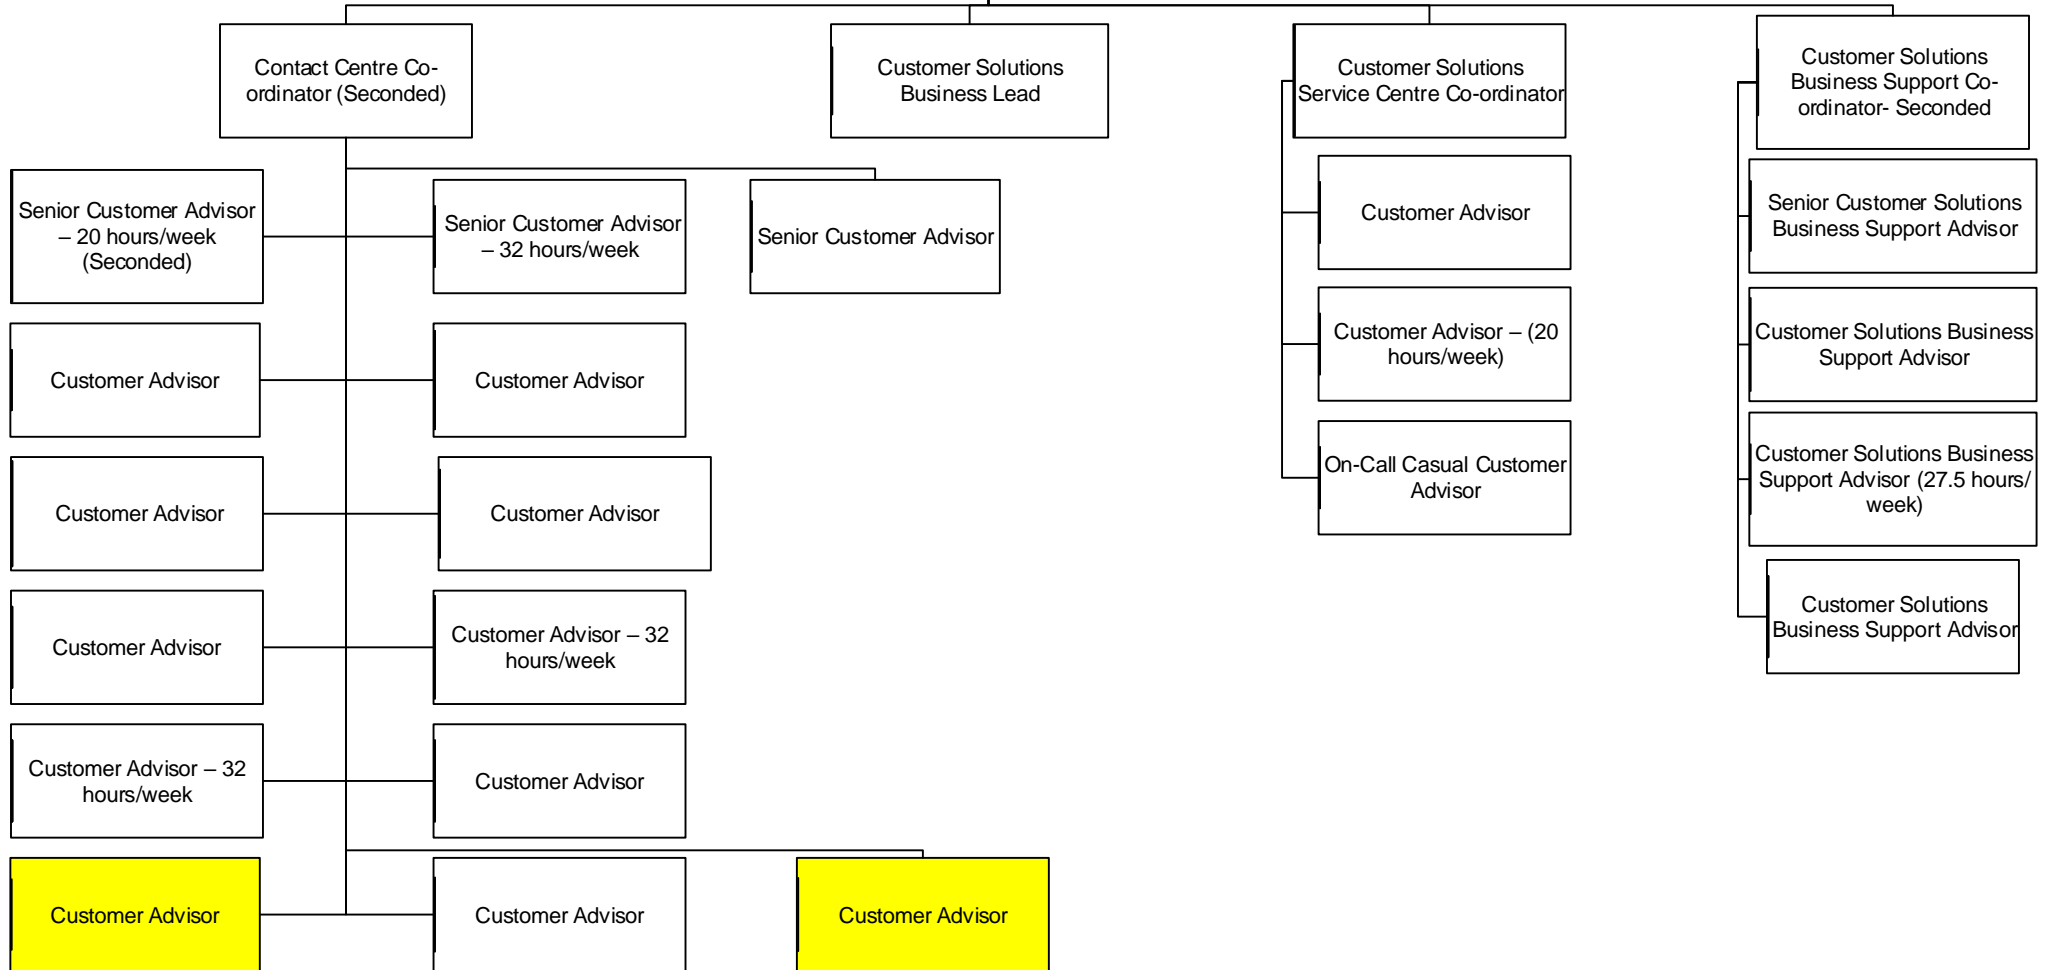 Contact Centre Co-
ordinator (Seconded)
Customer Solutions
Business Lead
Customer Solutions
Service Centre Co-ordinator
Customer Solutions
Business Support Co-
ordinator- Seconded
Senior Customer Advisor
– 20 hours/week
(Seconded)
Senior Customer Advisor
– 32 hours/week
Senior Customer Advisor
Customer Advisor
Senior Customer Solutions
Business Support Advisor
Customer Advisor
Customer Advisor
Customer Advisor – (20
hours/week)
Customer Solutions Business
Support Advisor
Customer Advisor
Customer Advisor
On-Call Casual Customer
Advisor
Customer Solutions Business
Support Advisor (27.5 hours/
week)
Customer Advisor
Customer Advisor – 32
hours/week
Customer Solutions
Business Support Advisor
Customer Advisor – 32
hours/week
Customer Advisor
Customer Advisor
Customer Advisor
Customer Advisor